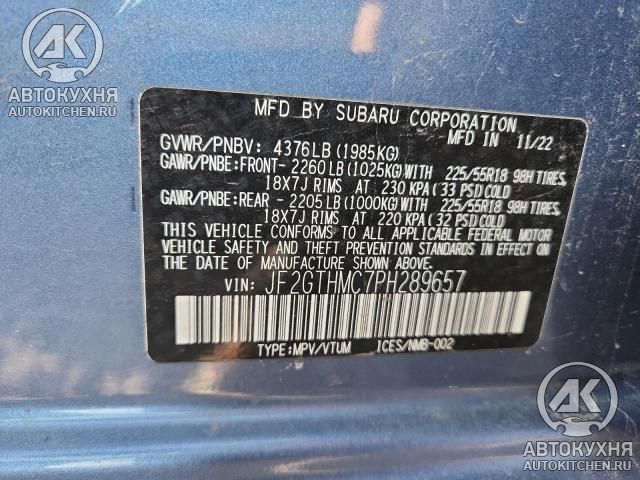 АК
АВТОКУХНЯ
AUTOKITCHEN.RU
MFD BY SUBARU CORPORATION
MFD IN 11/22
GVWR/PNBV: 4376LB (1985KG)
GAWR/PNBE:FRONT- 2260LB (1025KG) WITH 225/55R18 98H TIRES,
18X7J RIMS AT 230 KPA (33 PSI) COLD
GAWR/PNBE:REAR - 2205LB (1000KG) WITH 225/55R18 98H TIRES,
18X7J RIMS AT 220 KPA (32 PSI) COLD
THIS VEHICLE CONFORMS TO ALL APPLICABLE FEDERAL MOTOR
VEHICLE SAFETY AND THEFT PREVENTION STANDARDS IN EFFECT ON THE
DATE OF MANUFACTURE SHOWN ABOVE.
VIN: JF2GTHMC7PH289657
TYPE:MPV/VTUM ICES/NMB-002
АК
АВТОКУХНЯ
AUTOKITCHEN.RU